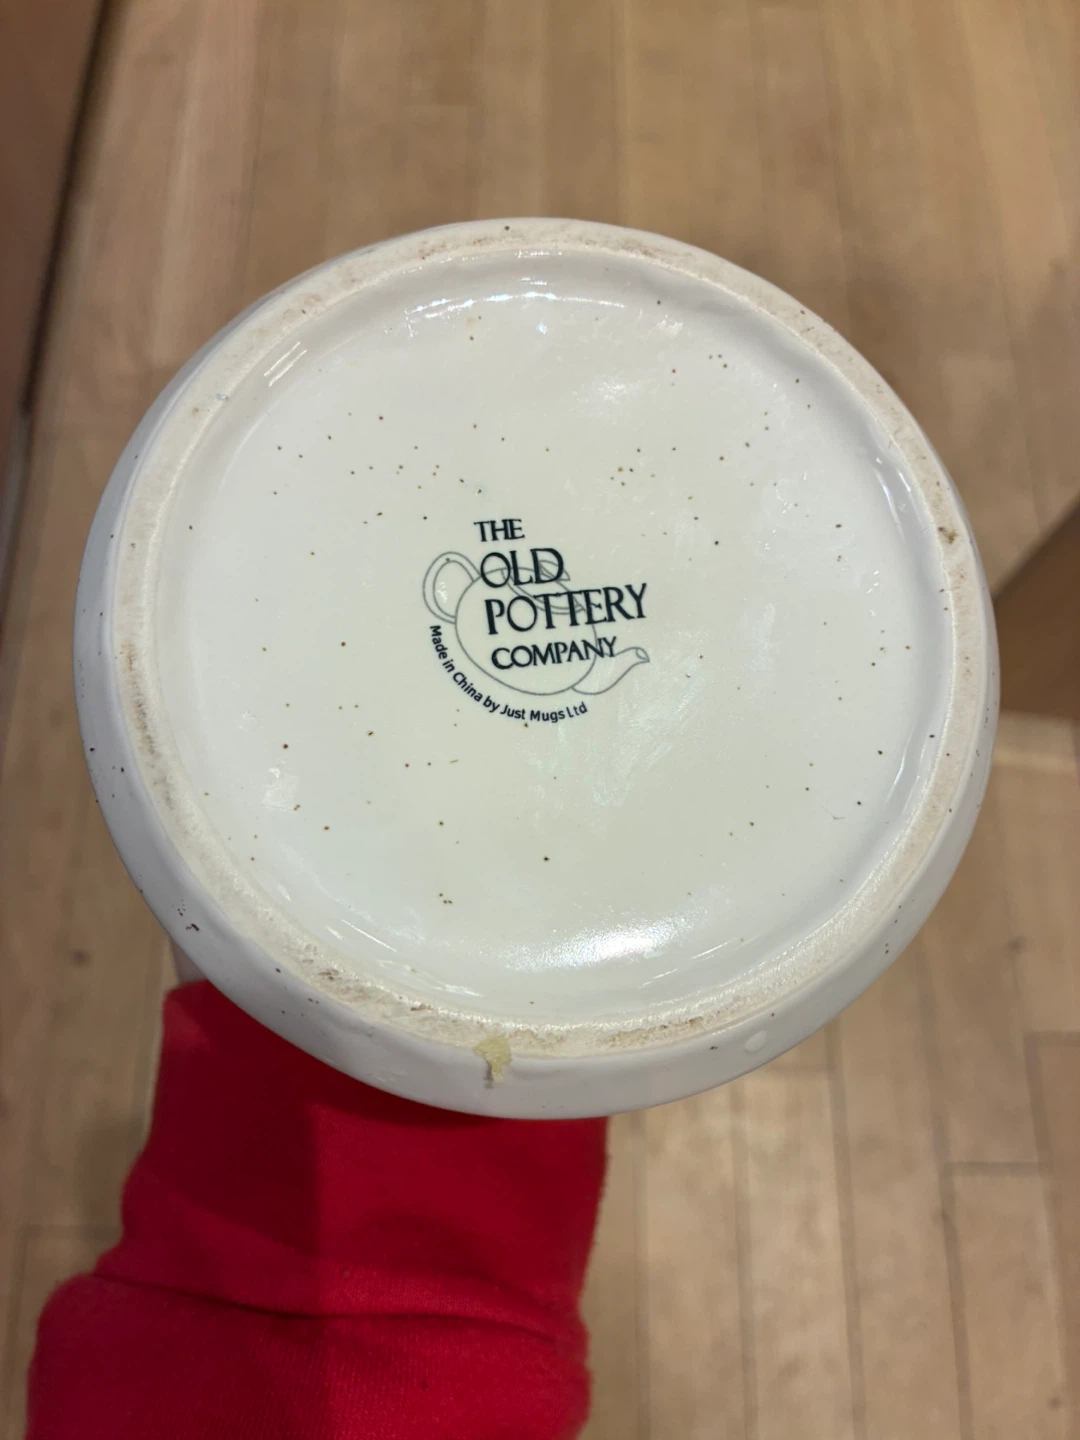 THE
OLD
POTTERY
COMPANY
Made in China by Just Mugs Ltd